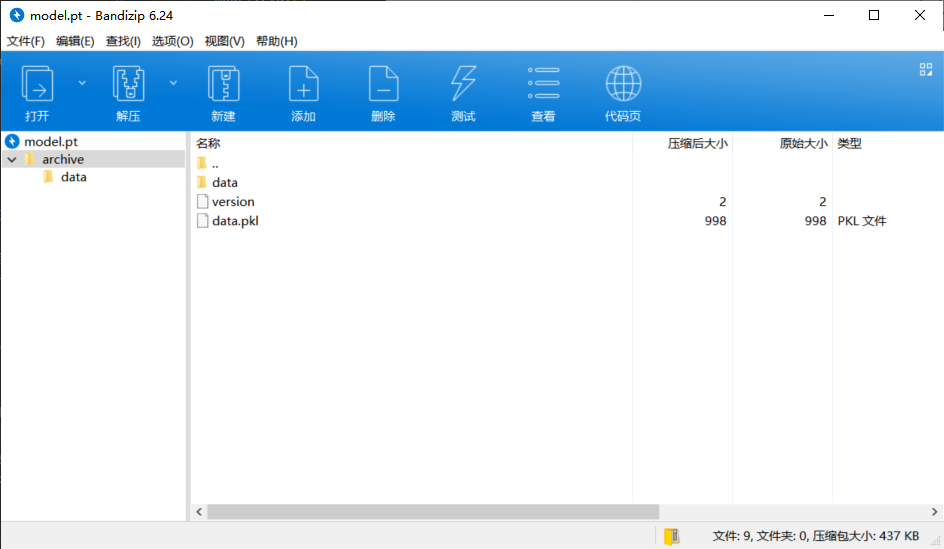 model.pt - Bandizip 6.24
文件(F) 编辑(E) 查找(I) 选项(O) 视图(V) 帮助(H)
打开 解压 新建 添加 删除 测试 查看 代码页
model.pt
archive
data
名称 压缩后大小 原始大小 类型
..
data
version 2 2
data.pkl 998 998 PKL 文件
文件: 9, 文件夹: 0, 压缩包大小: 437 KB